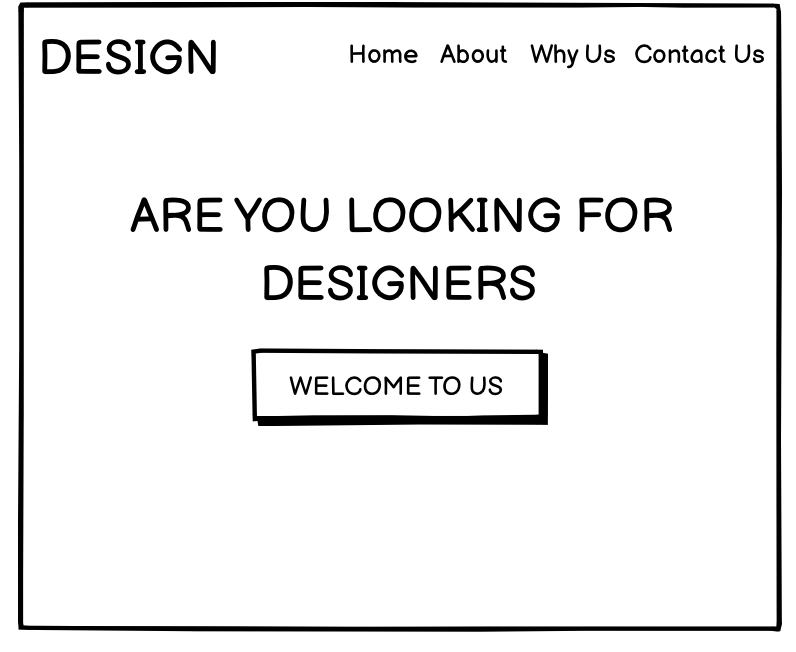 DESIGN
Home About Why Us Contact Us
ARE YOU LOOKING FOR
DESIGNERS
WELCOME TO US